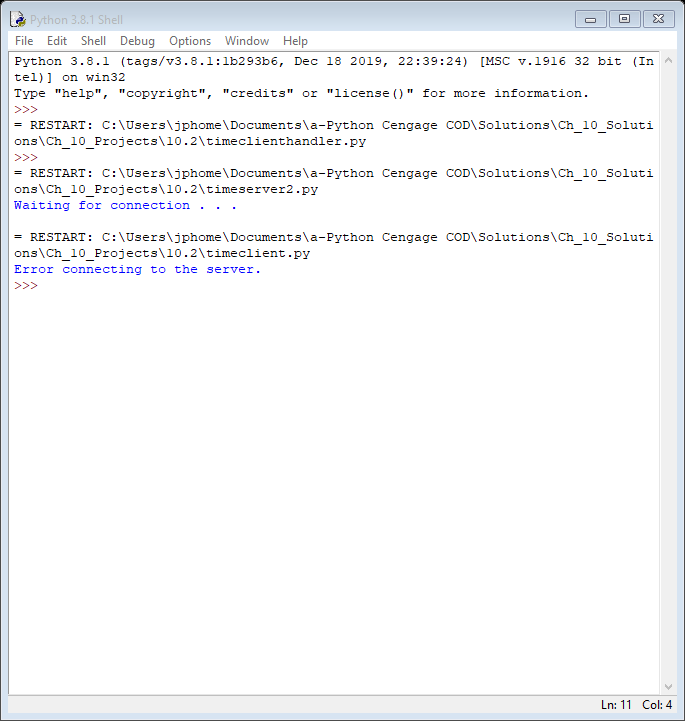 Python 3.8.1 Shell
File Edit Shell Debug Options Window Help
Python 3.8.1 (tags/v3.8.1:1b293b6, Dec 18 2019, 22:39:24) [MSC v.1916 32 bit (In
tel)] on win32
Type "help", "copyright", "credits" or "license()" for more information.
>>>
= RESTART: C:\Users\jphome\Documents\a-Python Cengage COD\Solutions\Ch_10_Soluti
ons\Ch_10_Projects\10.2\timeclienthandler.py
>>>
= RESTART: C:\Users\jphome\Documents\a-Python Cengage COD\Solutions\Ch_10_Soluti
ons\Ch_10_Projects\10.2\timeserver2.py
Waiting for connection . . .
= RESTART: C:\Users\jphome\Documents\a-Python Cengage COD\Solutions\Ch_10_Soluti
ons\Ch_10_Projects\10.2\timeclient.py
Error connecting to the server.
>>>
Ln: 11 Col: 4